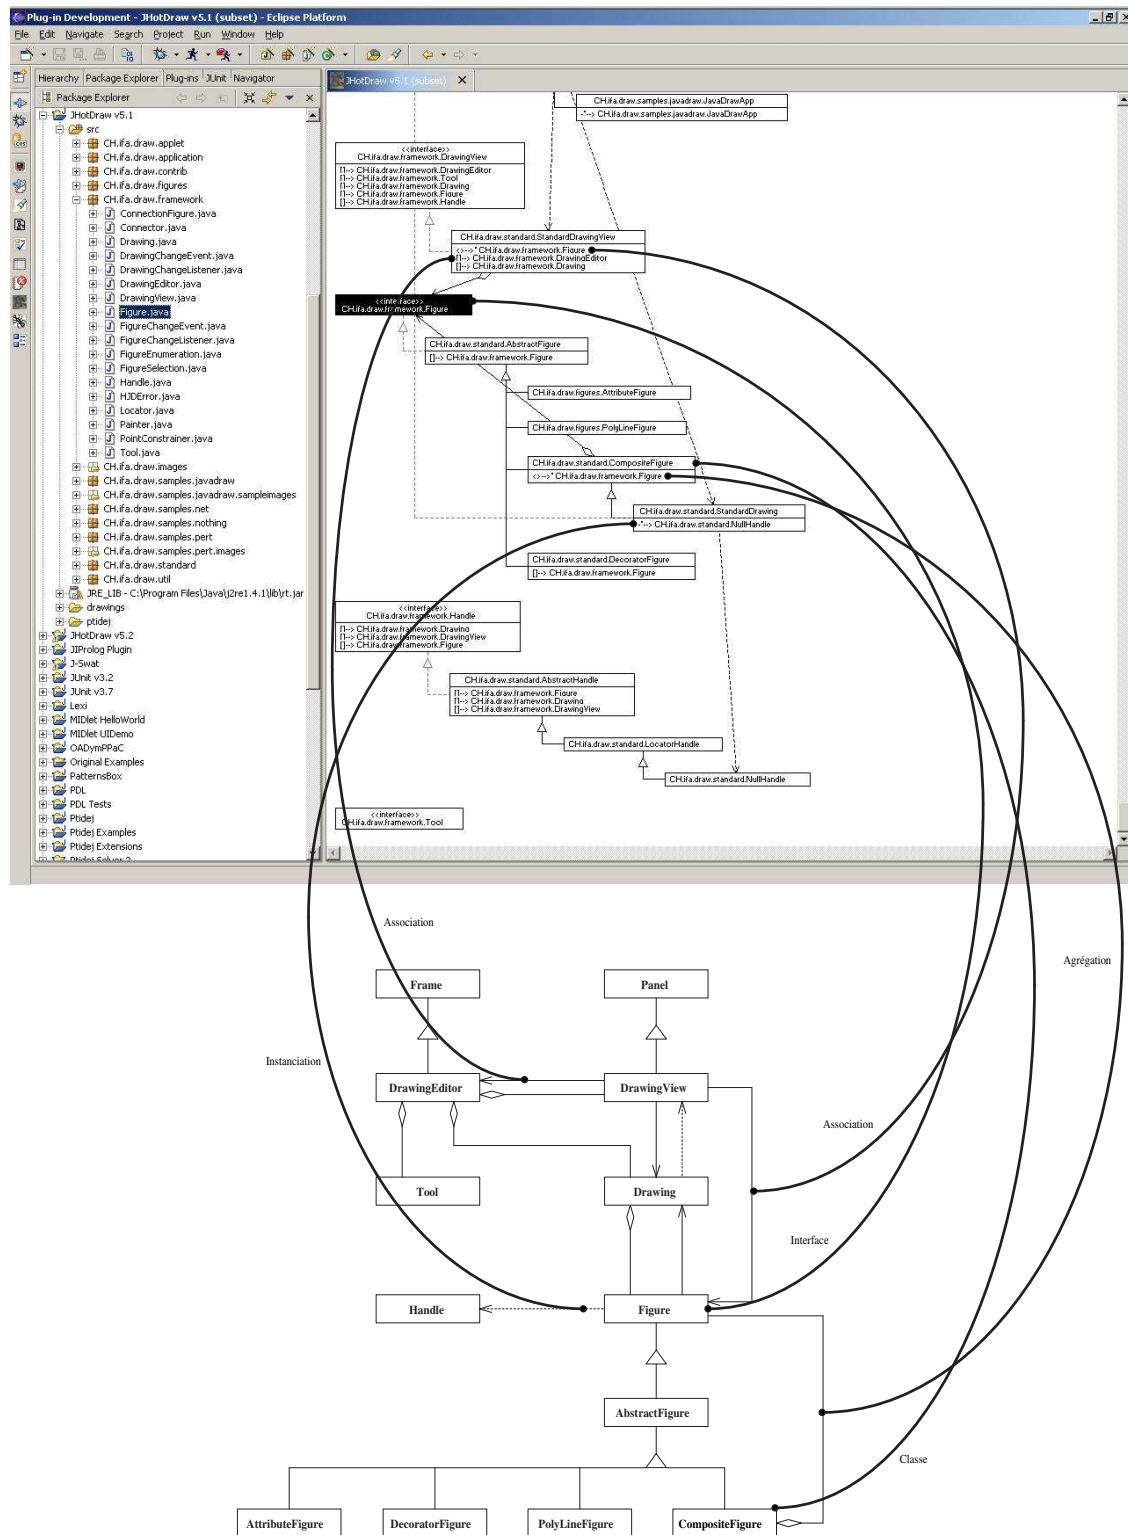 Plug-in Development - JHotDraw v5.1 (subset) - Eclipse Platform
File Edit Navigate Search Project Run Window Help
Hierarchy Package Explorer Plug-ins JUnit Navigator
Package Explorer
JHotDraw v5.1
src
CH.ifa.draw.applet
CH.ifa.draw.application
CH.ifa.draw.contrib
CH.ifa.draw.figures
CH.ifa.draw.framework
ConnectionFigure.java
Connector.java
Drawing.java
DrawingChangeEvent.java
DrawingChangeListener.java
DrawingEditor.java
DrawingView.java
Figure.java
FigureChangeEvent.java
FigureChangeListener.java
FigureEnumeration.java
FigureSelection.java
Handle.java
HJDError.java
Locator.java
Painter.java
PointConstrainer.java
Tool.java
CH.ifa.draw.images
CH.ifa.draw.samples.javadraw
CH.ifa.draw.samples.javadraw.sampleimages
CH.ifa.draw.samples.net
CH.ifa.draw.samples.nothing
CH.ifa.draw.samples.pert
CH.ifa.draw.samples.pert.images
CH.ifa.draw.standard
CH.ifa.draw.util
JRE_LIB - C:\Program Files\Java\j2re1.4.1\lib\rt.jar
drawings
ptidej
JHotDraw v5.2
JIProlog Plugin
J-Swat
JUnit v3.2
JUnit v3.7
Lexi
MIDlet HelloWorld
MIDlet UIDemo
OADymPPaC
Original Examples
PatternsBox
PDL
PDL Tests
Ptidej
Ptidej Examples
Ptidej Extensions
Ptidej Solver 2
JHotDraw v5.1 (subset)
CH.ifa.draw.samples.javadraw.JavaDrawApp
CH.ifa.draw.samples.javadraw.JavaDrawApp
<<interface>>
CH.ifa.draw.framework.DrawingView
[]--> CH.ifa.draw.framework.DrawingEditor
[]--> CH.ifa.draw.framework.Tool
[]--> CH.ifa.draw.framework.Drawing
[]--> CH.ifa.draw.framework.Figure
[]--> CH.ifa.draw.framework.Handle
CH.ifa.draw.standard.StandardDrawingView
<>-->* CH.ifa.draw.framework.Figure
[]--> CH.ifa.draw.framework.DrawingEditor
[]--> CH.ifa.draw.framework.Drawing
<<interface>>
CH.ifa.draw.framework.Figure
CH.ifa.draw.standard.AbstractFigure
[]--> CH.ifa.draw.framework.Figure
CH.ifa.draw.figures.AttributeFigure
CH.ifa.draw.figures.PolyLineFigure
CH.ifa.draw.standard.CompositeFigure
<>-->* CH.ifa.draw.framework.Figure
CH.ifa.draw.standard.StandardDrawing
-*--> CH.ifa.draw.standard.NullHandle
CH.ifa.draw.standard.DecoratorFigure
[]--> CH.ifa.draw.framework.Figure
<<interface>>
CH.ifa.draw.framework.Handle
[]--> CH.ifa.draw.framework.Drawing
[]--> CH.ifa.draw.framework.DrawingView
[]--> CH.ifa.draw.framework.Figure
CH.ifa.draw.standard.AbstractHandle
[]--> CH.ifa.draw.framework.Figure
[]--> CH.ifa.draw.framework.Drawing
[]--> CH.ifa.draw.framework.DrawingView
CH.ifa.draw.standard.LocatorHandle
CH.ifa.draw.standard.NullHandle
<<interface>>
CH.ifa.draw.framework.Tool
Association
Agrégation
Frame
Panel
Instanciation
DrawingEditor
DrawingView
Association
Tool
Drawing
Interface
Handle
Figure
AbstractFigure
Classe
AttributeFigure
DecoratorFigure
PolyLineFigure
CompositeFigure